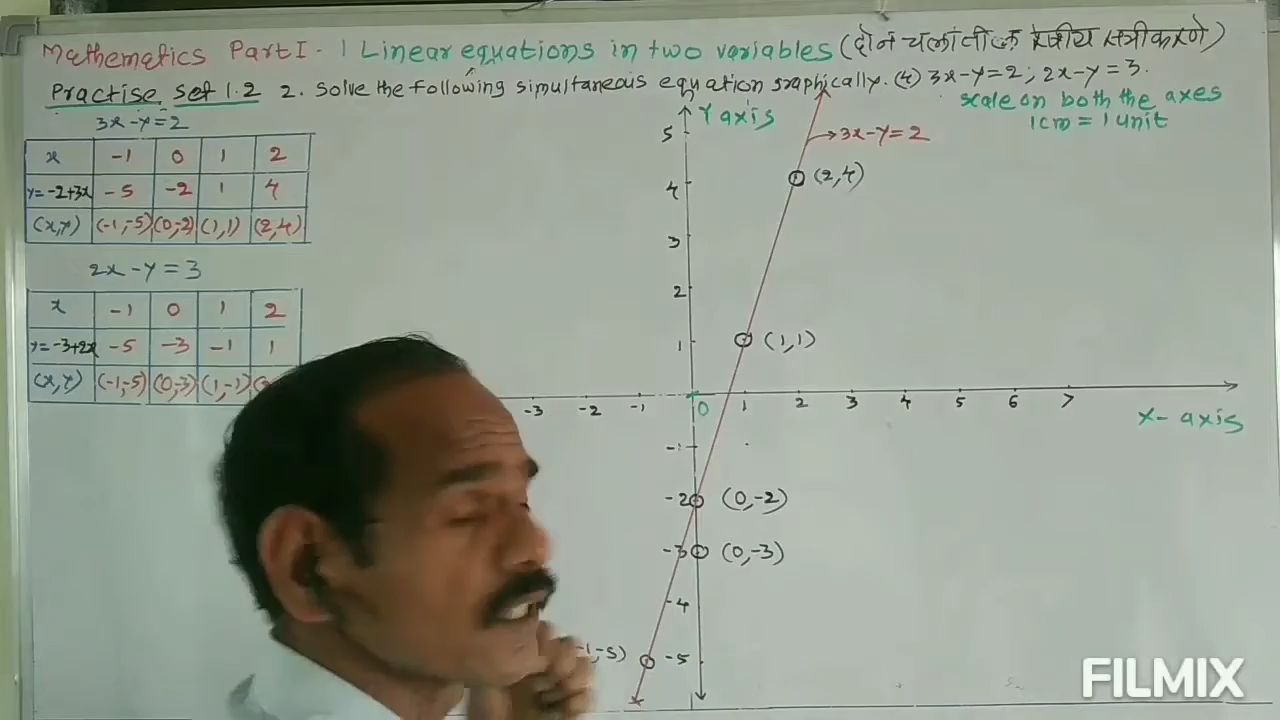 Mathematics Part I - 1 Linear equations in two variables (दोन चलांतील रेषीय समीकरणे)
Practise Set 1.2 2. Solve the following simultaneous equation graphically. (4) 3x-y=2; 2x-y=3.
scale on both the axes
1cm = 1 unit
3x-y=2
x -1 0 1 2
y=-2+3x -5 -2 1 4
(x,y) (-1,-5) (0,-2) (1,1) (2,4)
2x-y=3
x -1 0 1 2
y=-3+2x -5 -3 -1 1
(x,y) (-1,-5) (0,-3) (1,-1)
Y axis
3x-y=2
5
4 (2,4)
3
2
1 (1,1)
-3 -2 -1 0 1 2 3 4 5 6 7
X-axis
-1
-2 (0,-2)
-3 (0,-3)
-4
-1,-5) -5
FILMIX